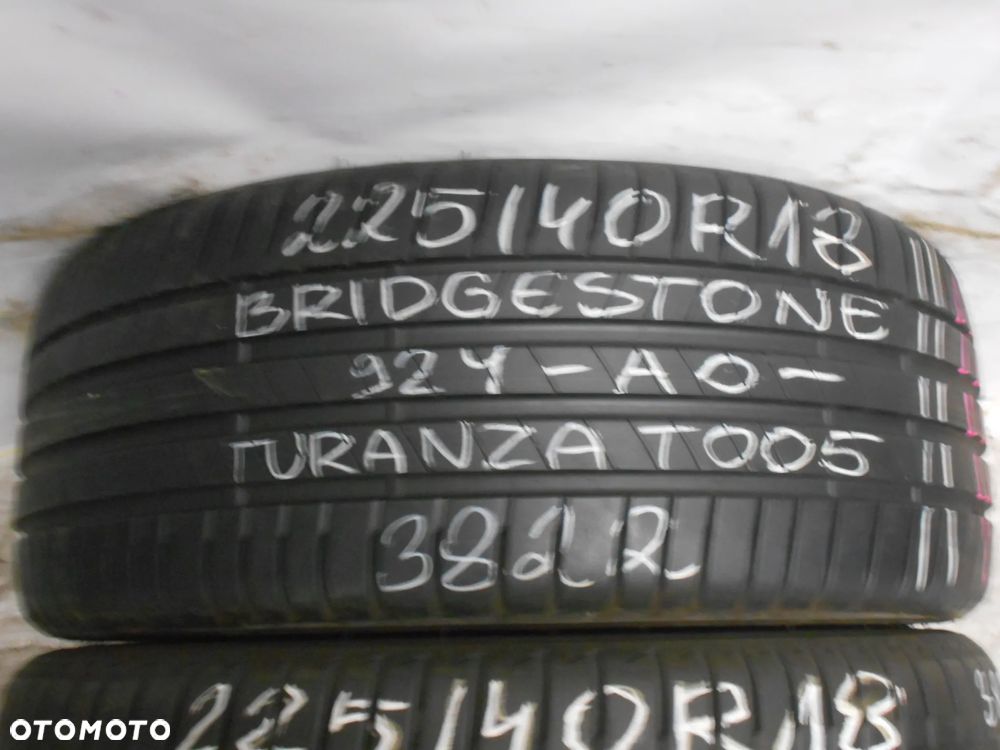 225/40R18
BRIDGESTONE
92Y-AO-
TURANZA T005
3822
225/40R18
OTOMOTO